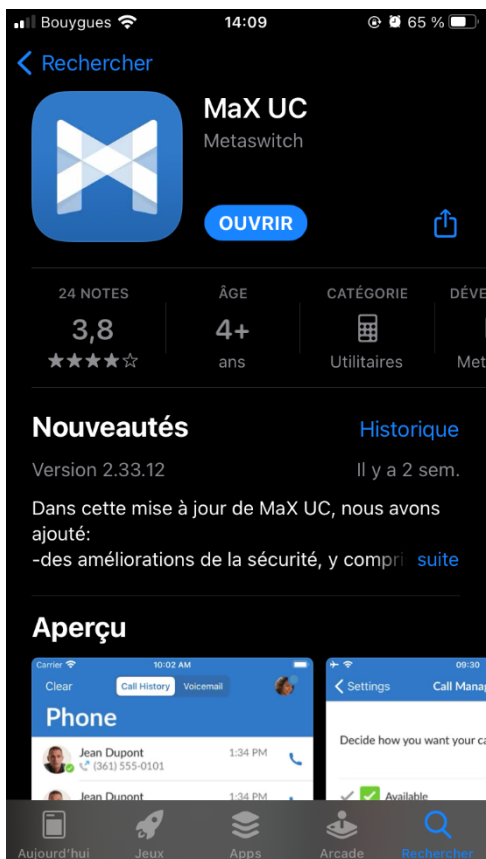 Bouygues 14:09 65 %
Rechercher
MaX UC
Metaswitch
OUVRIR
24 NOTES ÂGE CATÉGORIE DÉVE
3,8 4+
ans Utilitaires Met
Nouveautés Historique
Version 2.33.12 Il y a 2 sem.
Dans cette mise à jour de MaX UC, nous avons
ajouté:
-des améliorations de la sécurité, y compri suite
Aperçu
Carrier 10:02 AM 09:30
Clear Call History Voicemail Settings Call Manag
Phone
Jean Dupont 1:34 PM Decide how you want your ca
(361) 555-0101
Jean Dupont 1:34 PM Available
Aujourd'hui Jeux Apps Arcade Rechercher